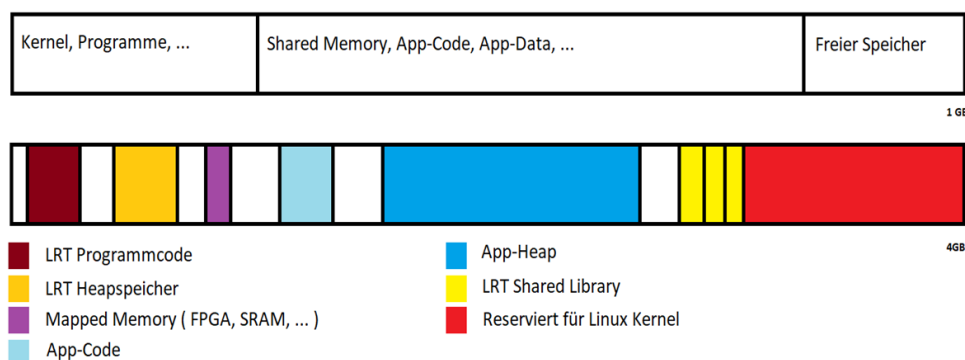 Kernel, Programme, ...
Shared Memory, App-Code, App-Data, ...
Freier Speicher
1 GB
4GB
LRT Programmcode
LRT Heapspeicher
Mapped Memory ( FPGA, SRAM, ... )
App-Code
App-Heap
LRT Shared Library
Reserviert für Linux Kernel